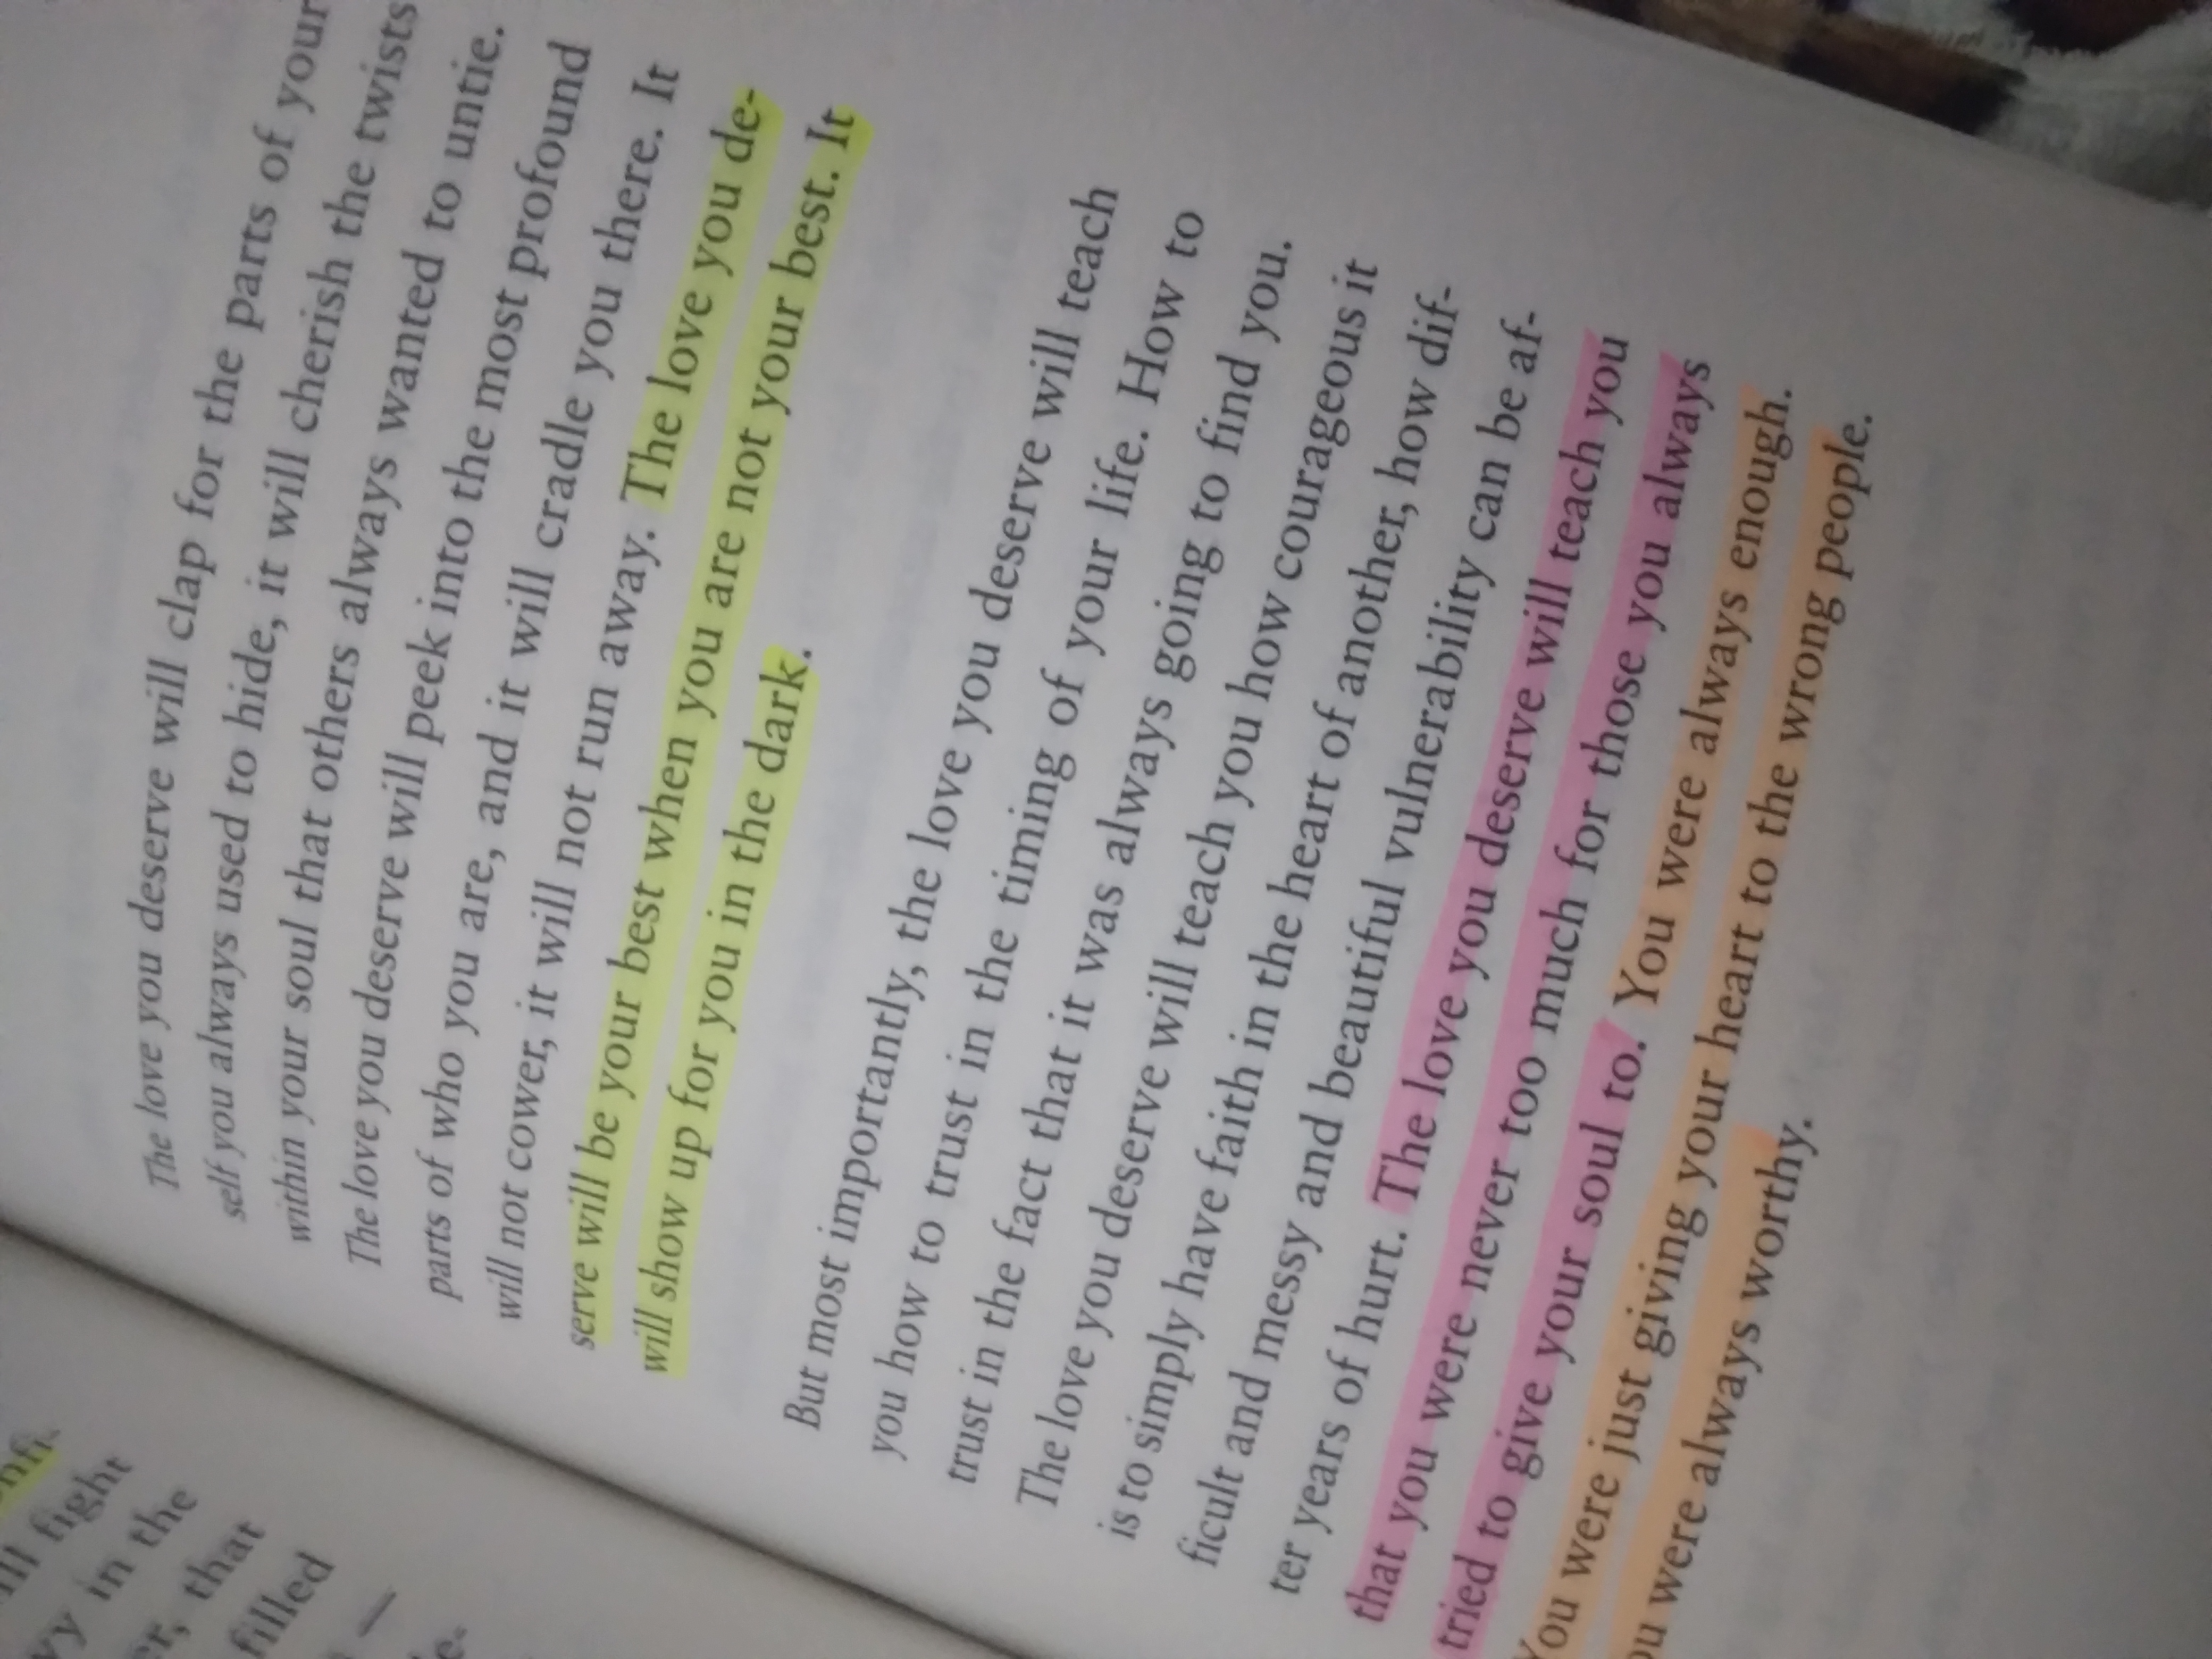 nfi-
ill fight
vy in the
er, that
filled
—
e-
The love you deserve will clap for the parts of your
self you always used to hide, it will cherish the twists
within your soul that others always wanted to untie.
The love you deserve will peek into the most profound
parts of who you are, and it will cradle you there. It
will not cower, it will not run away. The love you de-
serve will be your best when you are not your best. It
will show up for you in the dark.
But most importantly, the love you deserve will teach
you how to trust in the timing of your life. How to
trust in the fact that it was always going to find you.
The love you deserve will teach you how courageous it
is to simply have faith in the heart of another, how dif-
ficult and messy and beautiful vulnerability can be af-
ter years of hurt. The love you deserve will teach you
that you were never too much for those you always
tried to give your soul to. You were always enough.
You were just giving your heart to the wrong people.
ou were always worthy.